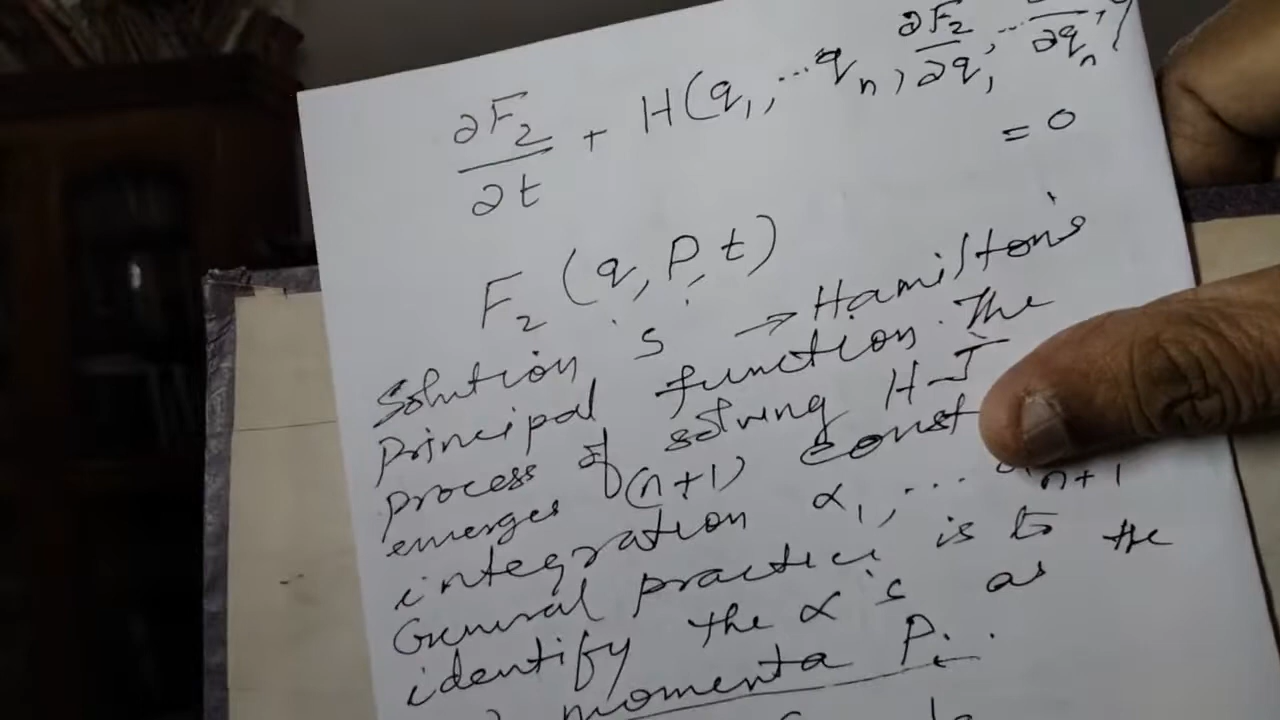 ∂F₂/∂t + H(q₁, ... qₙ, ∂F₂/∂q₁, ... ∂F₂/∂qₙ,
= 0
F₂ (q, P, t)
Solution is S → Hamilton's
principal function. The
process of solving H-J
emerges (n+1) const
integration α₁, ... αₙ₊₁
General practice is to
identify the α's as the
momenta Pᵢ.